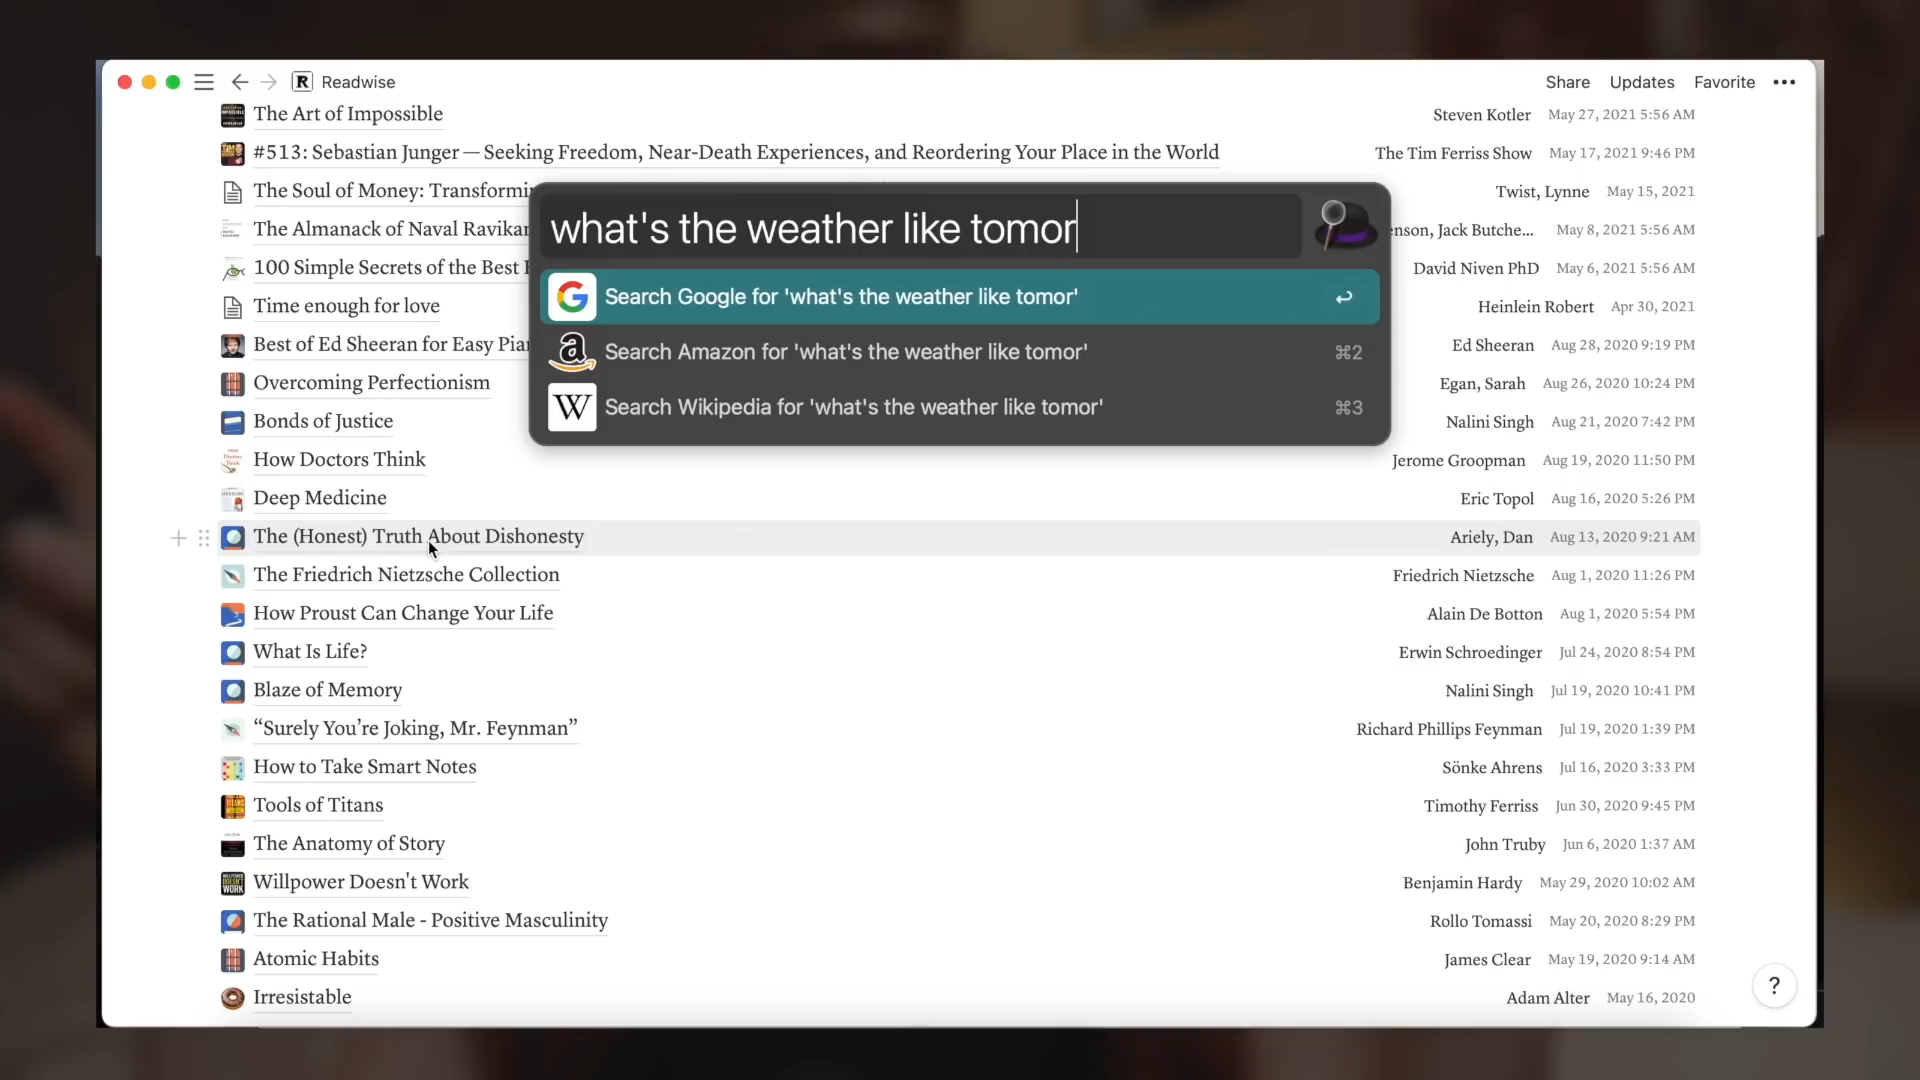 Readwise
Share Updates Favorite
The Art of Impossible Steven Kotler May 27, 2021 5:56 AM
#513: Sebastian Junger — Seeking Freedom, Near-Death Experiences, and Reordering Your Place in the World The Tim Ferriss Show May 17, 2021 9:46 PM
The Soul of Money: Transformi Twist, Lynne May 15, 2021
what's the weather like tomor
The Almanack of Naval Ravikar enson, Jack Butche... May 8, 2021 5:56 AM
100 Simple Secrets of the Best David Niven PhD May 6, 2021 5:56 AM
Search Google for 'what's the weather like tomor'
Time enough for love Heinlein Robert Apr 30, 2021
Best of Ed Sheeran for Easy Pia Ed Sheeran Aug 28, 2020 9:19 PM
Search Amazon for 'what's the weather like tomor' ⌘2
Overcoming Perfectionism Egan, Sarah Aug 26, 2020 10:24 PM
Search Wikipedia for 'what's the weather like tomor' ⌘3
Bonds of Justice Nalini Singh Aug 21, 2020 7:42 PM
How Doctors Think Jerome Groopman Aug 19, 2020 11:50 PM
Deep Medicine Eric Topol Aug 16, 2020 5:26 PM
The (Honest) Truth About Dishonesty Ariely, Dan Aug 13, 2020 9:21 AM
The Friedrich Nietzsche Collection Friedrich Nietzsche Aug 1, 2020 11:26 PM
How Proust Can Change Your Life Alain De Botton Aug 1, 2020 5:54 PM
What Is Life? Erwin Schroedinger Jul 24, 2020 8:54 PM
Blaze of Memory Nalini Singh Jul 19, 2020 10:41 PM
“Surely You’re Joking, Mr. Feynman” Richard Phillips Feynman Jul 19, 2020 1:39 PM
How to Take Smart Notes Sönke Ahrens Jul 16, 2020 3:33 PM
Tools of Titans Timothy Ferriss Jun 30, 2020 9:45 PM
The Anatomy of Story John Truby Jun 6, 2020 1:37 AM
Willpower Doesn't Work Benjamin Hardy May 29, 2020 10:02 AM
The Rational Male - Positive Masculinity Rollo Tomassi May 20, 2020 8:29 PM
Atomic Habits James Clear May 19, 2020 9:14 AM
Irresistable Adam Alter May 16, 2020
?